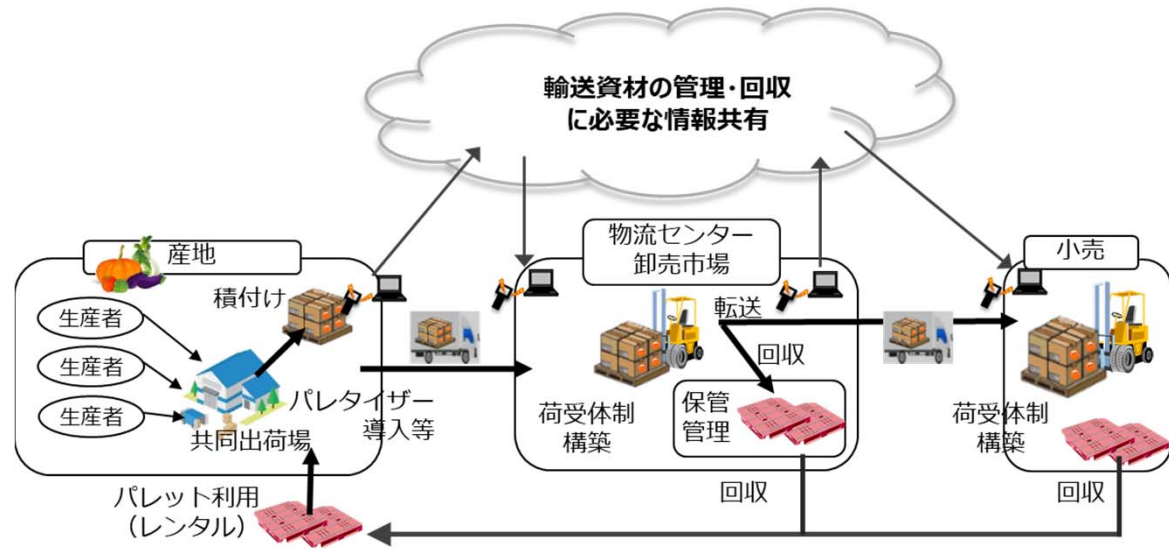 輸送資材の管理・回収
に必要な情報共有
産地
積付け
生産者
生産者
生産者
共同出荷場
パレタイザー
導入等
パレット利用
（レンタル）
物流センター
卸売市場
転送
回収
荷受体制
構築
保管
管理
回収
小売
荷受体制
構築
回収